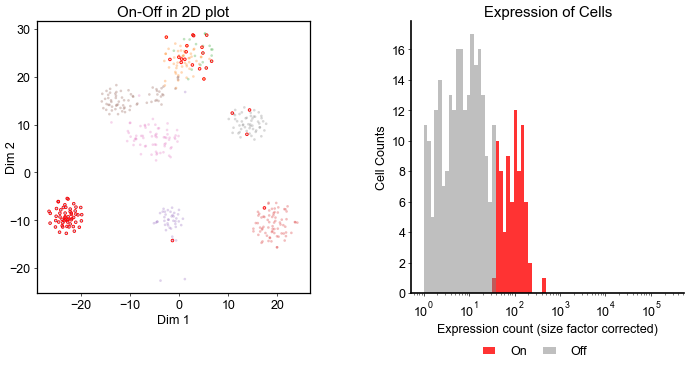 On-Off in 2D plot
30
20
10
0
−10
−20
Dim 2
−20 −10 0 10 20
Dim 1
Expression of Cells
16
14
12
10
8
6
4
2
0
Cell Counts
10⁰ 10¹ 10² 10³ 10⁴ 10⁵
Expression count (size factor corrected)
On Off